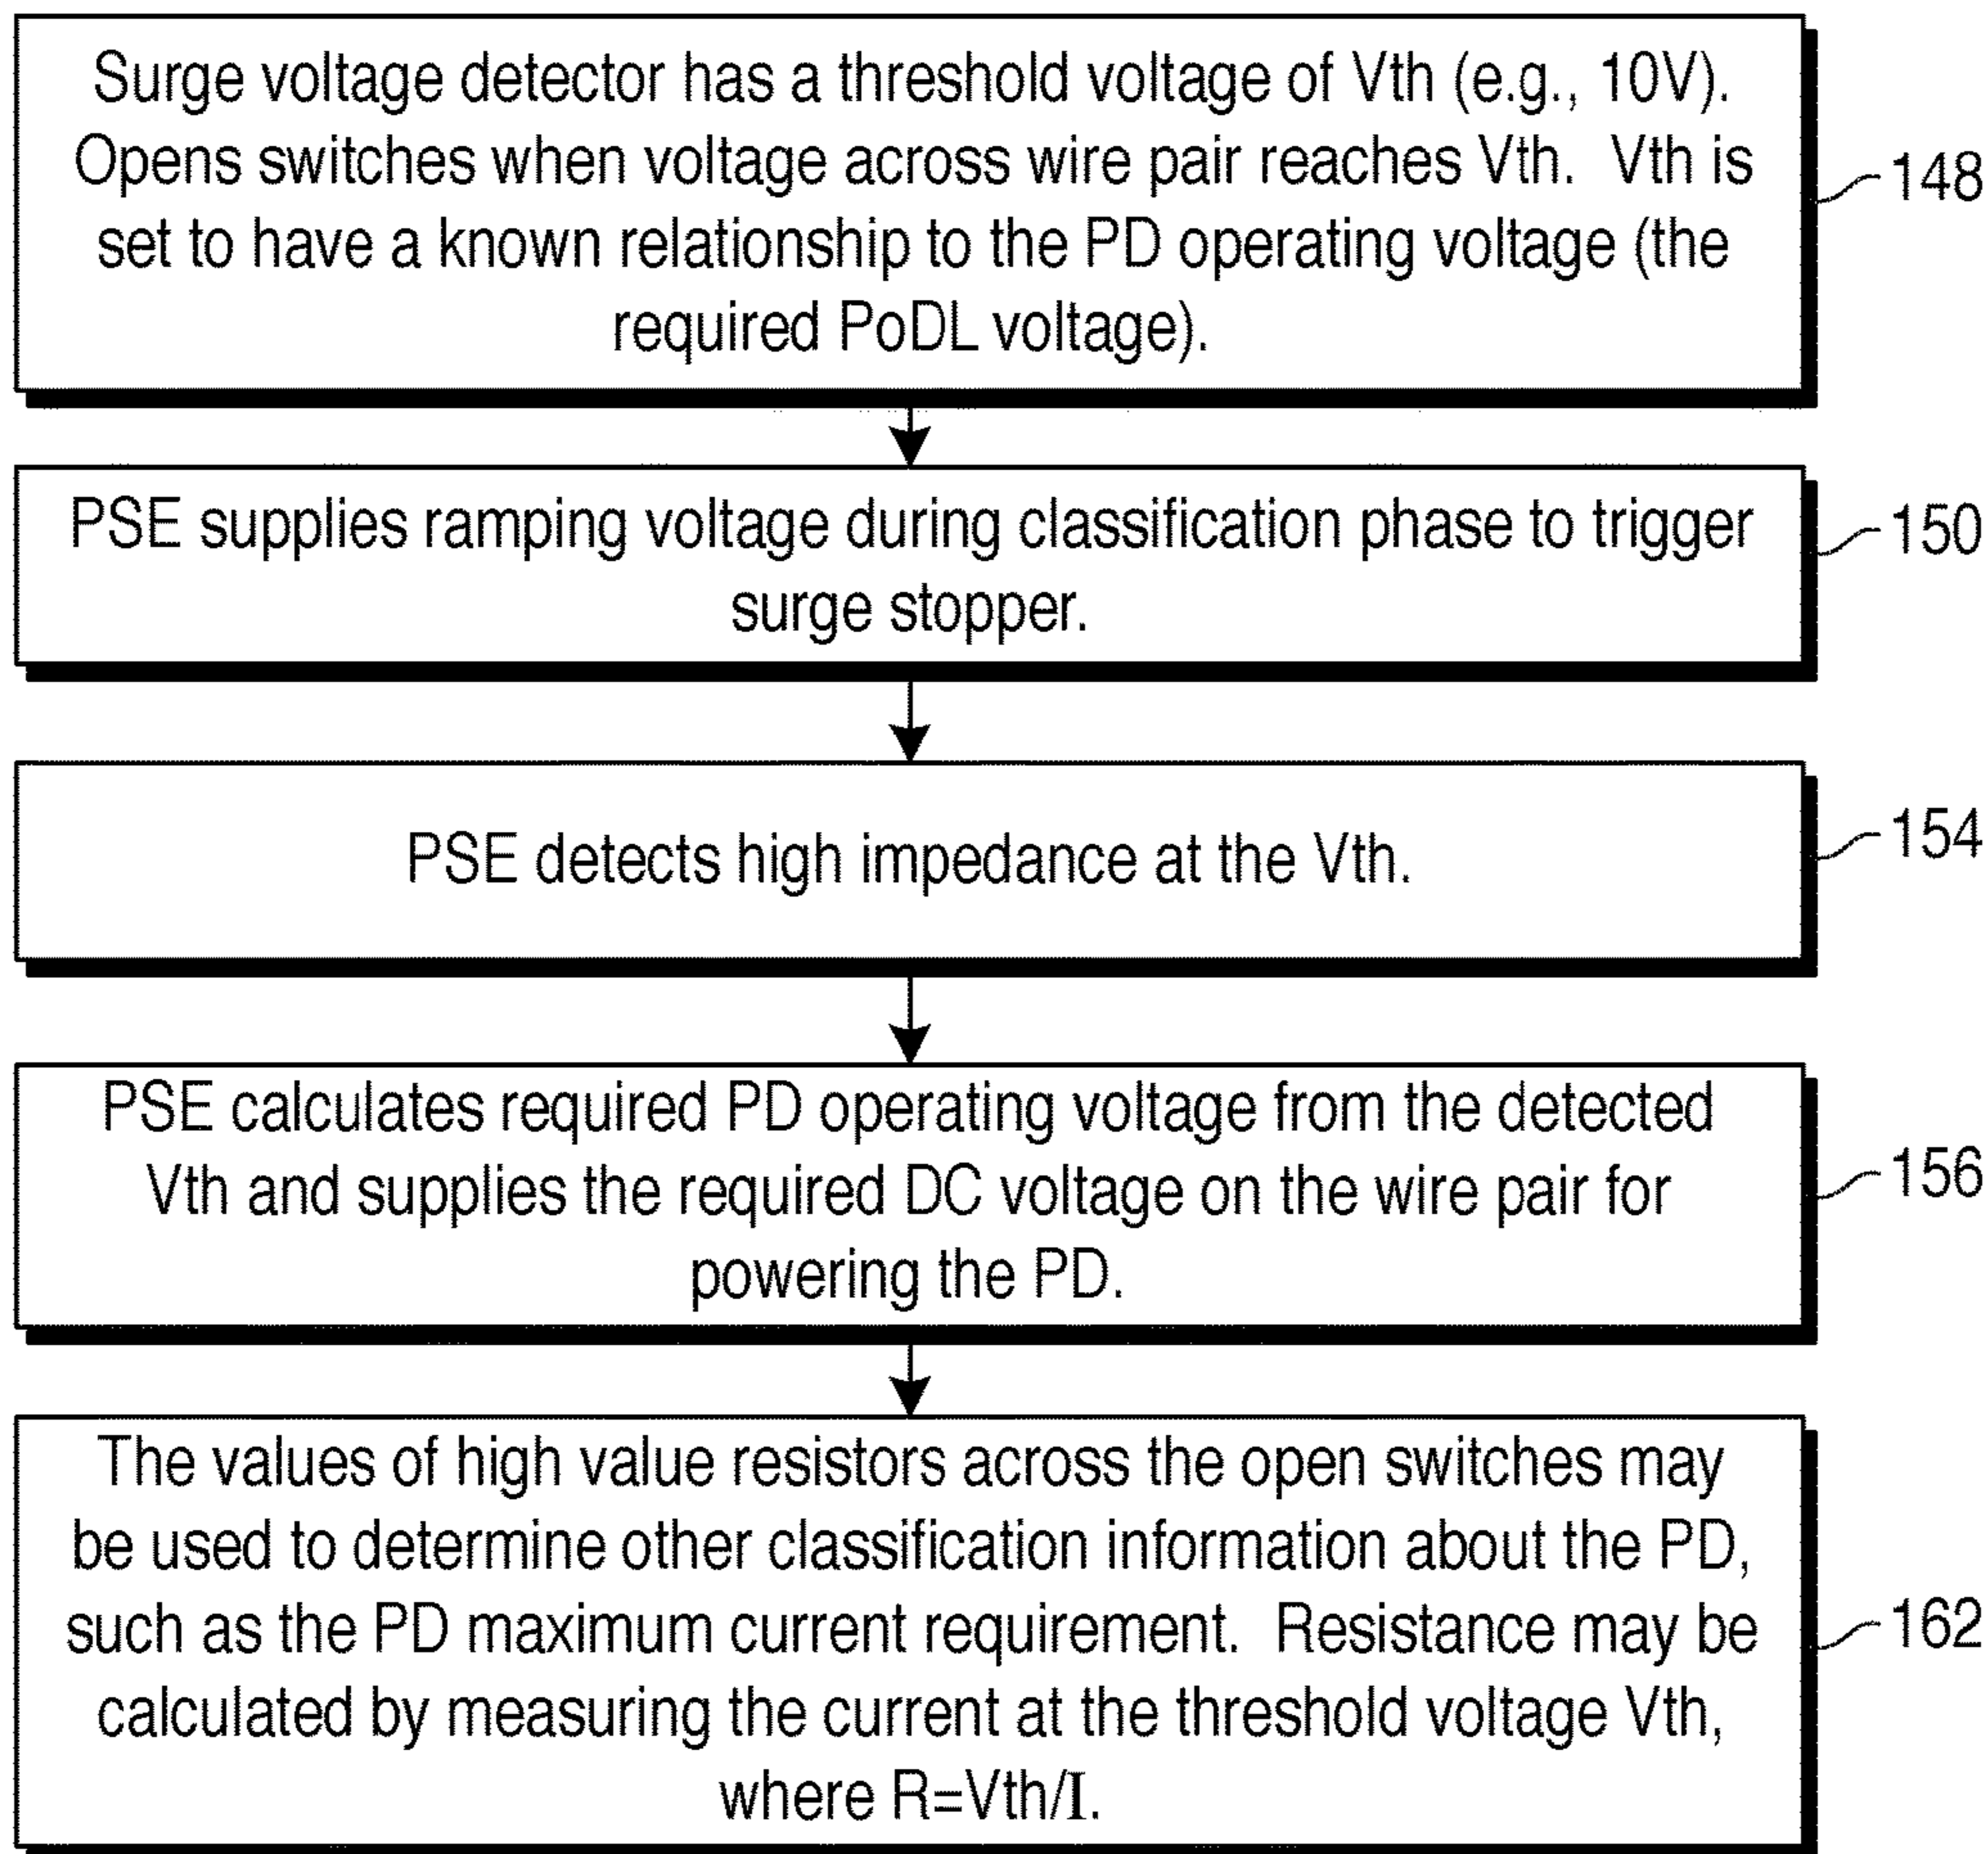 Surge voltage detector has a threshold voltage of Vth (e.g., 10V).
Opens switches when voltage across wire pair reaches Vth. Vth is
set to have a known relationship to the PD operating voltage (the
required PoDL voltage).
148
PSE supplies ramping voltage during classification phase to trigger
surge stopper.
150
PSE detects high impedance at the Vth.
154
PSE calculates required PD operating voltage from the detected
Vth and supplies the required DC voltage on the wire pair for
powering the PD.
156
The values of high value resistors across the open switches may
be used to determine other classification information about the PD,
such as the PD maximum current requirement. Resistance may be
calculated by measuring the current at the threshold voltage Vth,
where R=Vth/I.
162